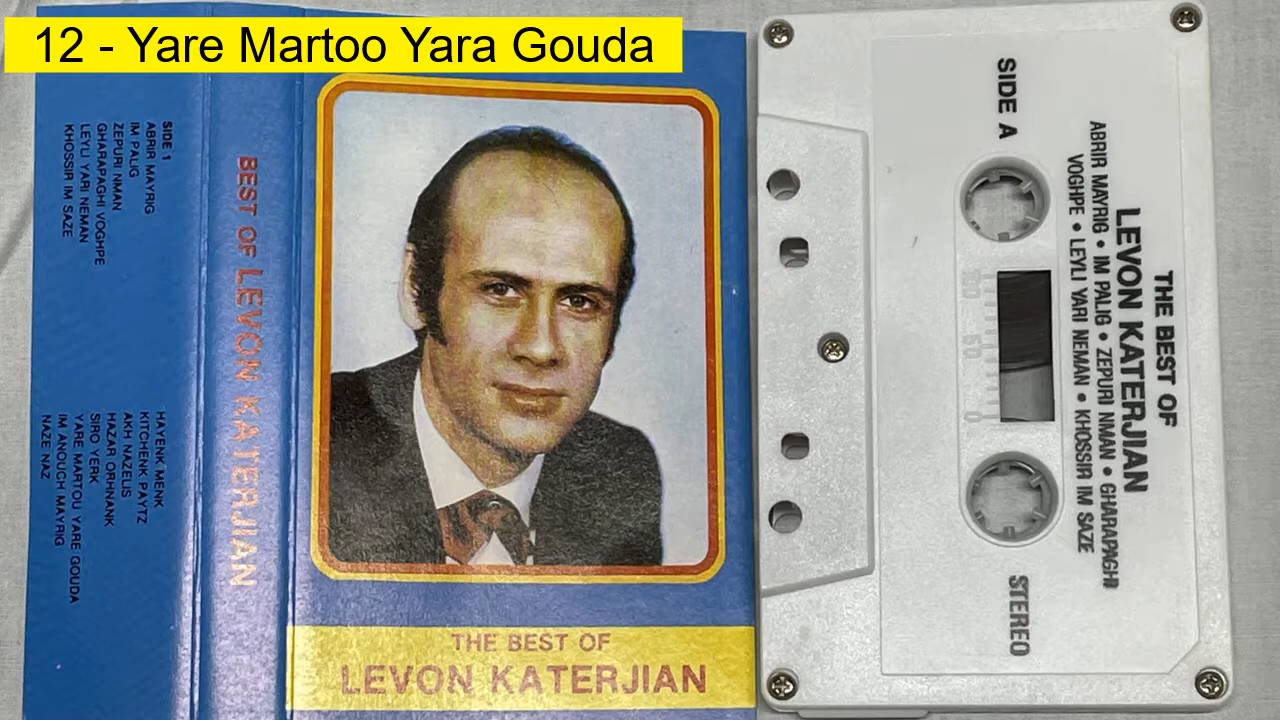 12 - Yare Martoo Yara Gouda
SIDE 1
ABRIR MAYRIG
IM PALIG
ZEPURI NMAN
GHARAPAGHI VOGHPE
LEYLI YARI NEMAN
KHOSSIR IM SAZE
HAYENK MENK
KITCHENK PAYTZ
AKH NAZELIS
HAZAR ORHNANK
SIRO YERK
YARE MARTOU YARE GOUDA
IM ANOUCH MAYRIG
NAZE NAZ
BEST OF LEVON KATERJIAN
THE BEST OF
LEVON KATERJIAN
SIDE A
THE BEST OF
LEVON KATERJIAN
ABRIR MAYRIG • IM PALIG • ZEPURI NMAN • GHARAPAGHI
VOGHPE • LEYLI YARI NEMAN • KHOSSIR IM SAZE
100 50 0
STEREO